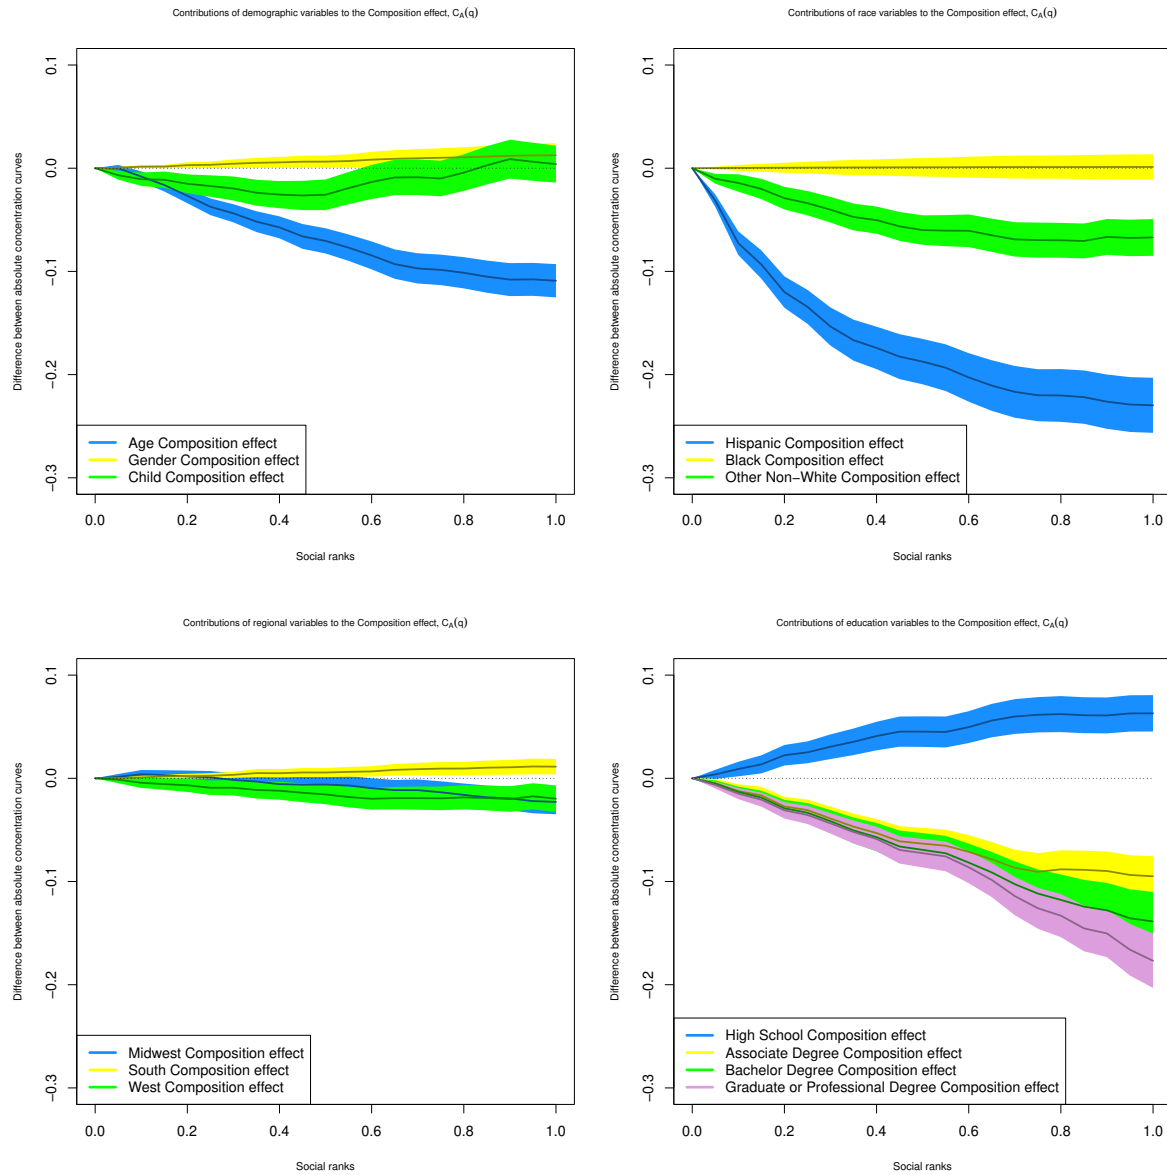 Contributions of demographic variables to the Composition effect, C_A(q)
Difference between absolute concentration curves
0.1
0.0
−0.1
−0.2
−0.3
Age Composition effect
Gender Composition effect
Child Composition effect
0.0 0.2 0.4 0.6 0.8 1.0
Social ranks
Contributions of race variables to the Composition effect, C_A(q)
Difference between absolute concentration curves
0.1
0.0
−0.1
−0.2
−0.3
Hispanic Composition effect
Black Composition effect
Other Non−White Composition effect
0.0 0.2 0.4 0.6 0.8 1.0
Social ranks
Contributions of regional variables to the Composition effect, C_A(q)
Difference between absolute concentration curves
0.1
0.0
−0.1
−0.2
−0.3
Midwest Composition effect
South Composition effect
West Composition effect
0.0 0.2 0.4 0.6 0.8 1.0
Social ranks
Contributions of education variables to the Composition effect, C_A(q)
Difference between absolute concentration curves
0.1
0.0
−0.1
−0.2
−0.3
High School Composition effect
Associate Degree Composition effect
Bachelor Degree Composition effect
Graduate or Professional Degree Composition effect
0.0 0.2 0.4 0.6 0.8 1.0
Social ranks